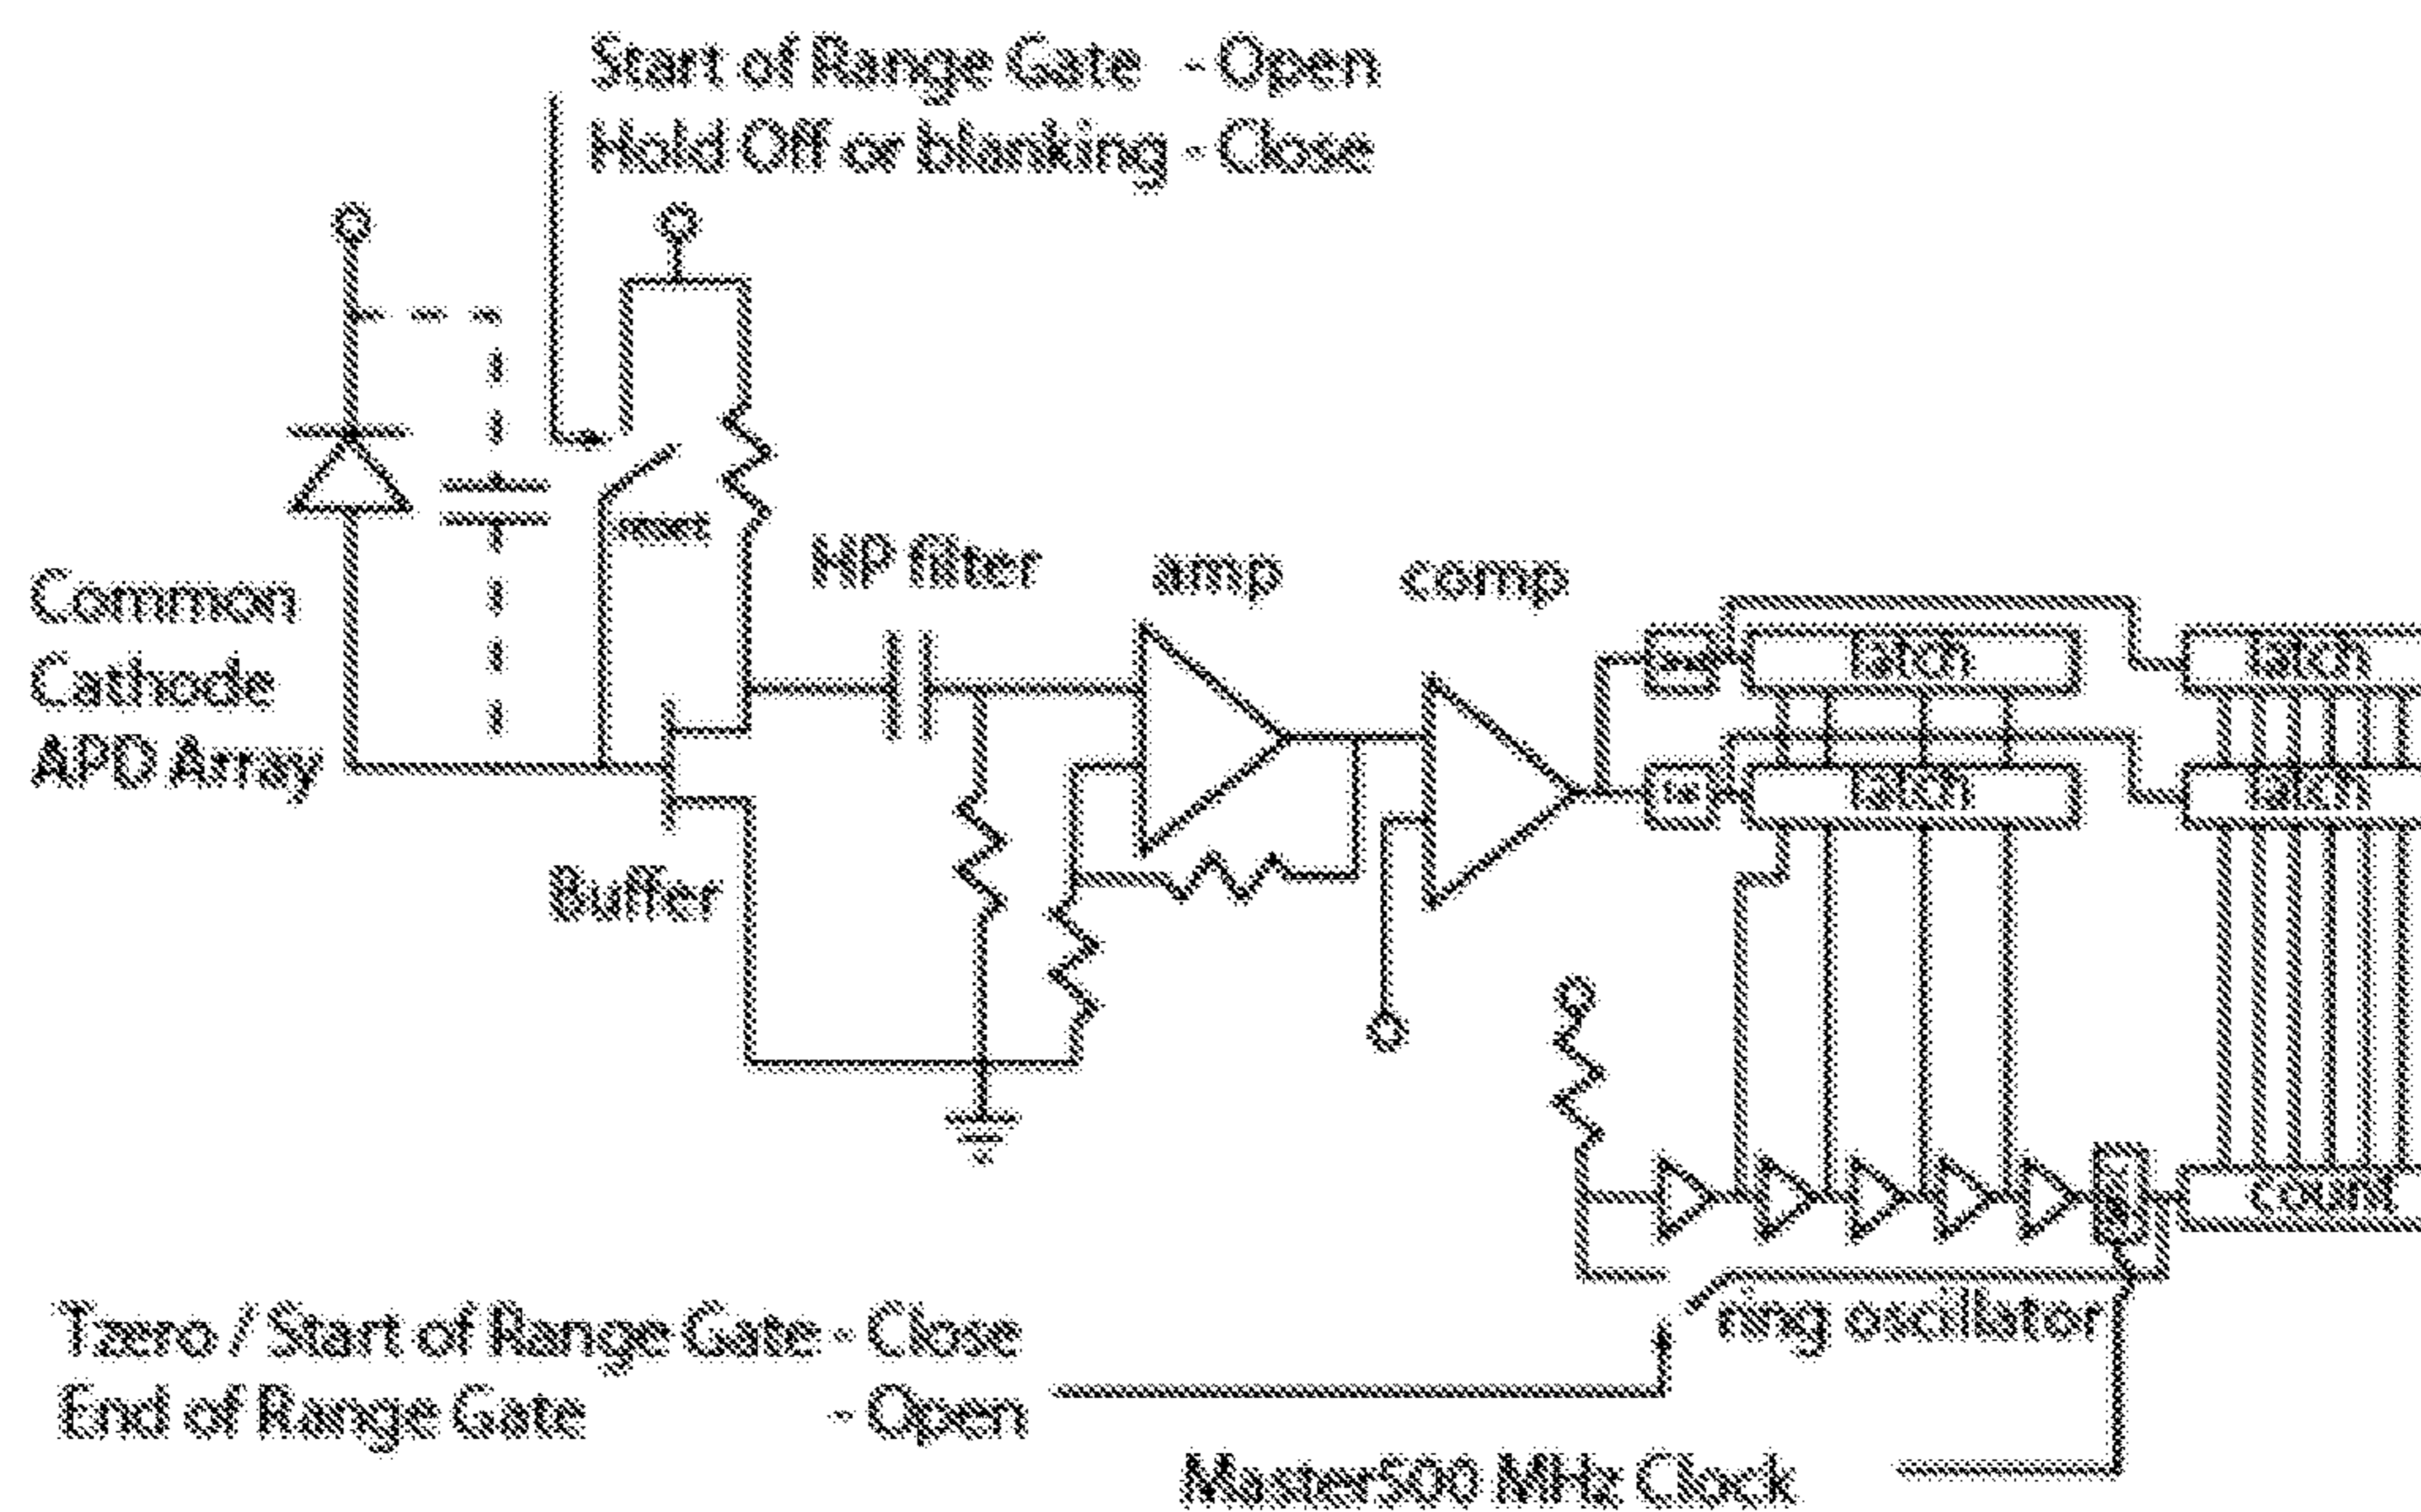 Start of Range Gate - Open
Hold Off or blanking - Close
reset
HP filter
amp
comp
Common
Cathode
APD Array
latch
latch
latch
latch
Buffer
count
ring oscillator
Tzero / Start of Range Gate - Close
End of Range Gate - Open
Master500 MHz Clock